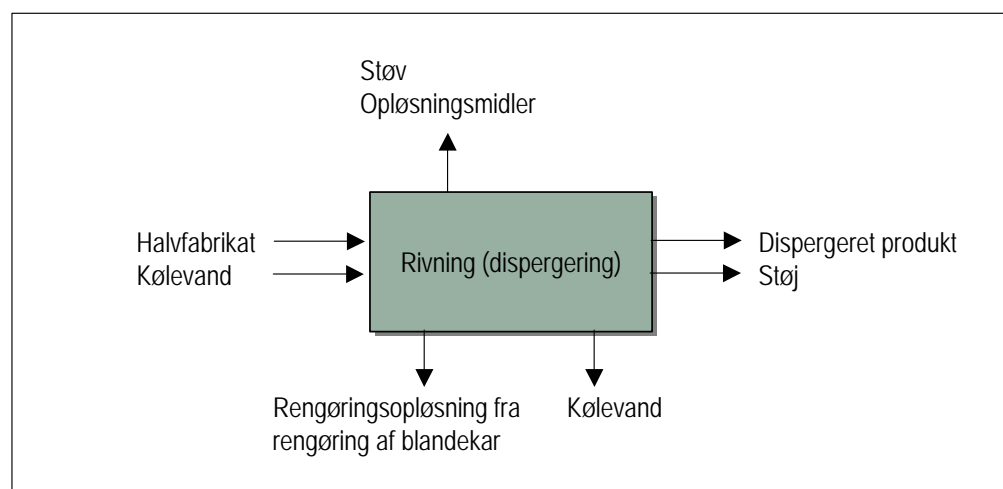 Støv
Opløsningsmidler
Halvfabrikat
Kølevand
Rivning (dispergering)
Dispergeret produkt
Støj
Rengøringsopløsning fra
rengøring af blandekar
Kølevand